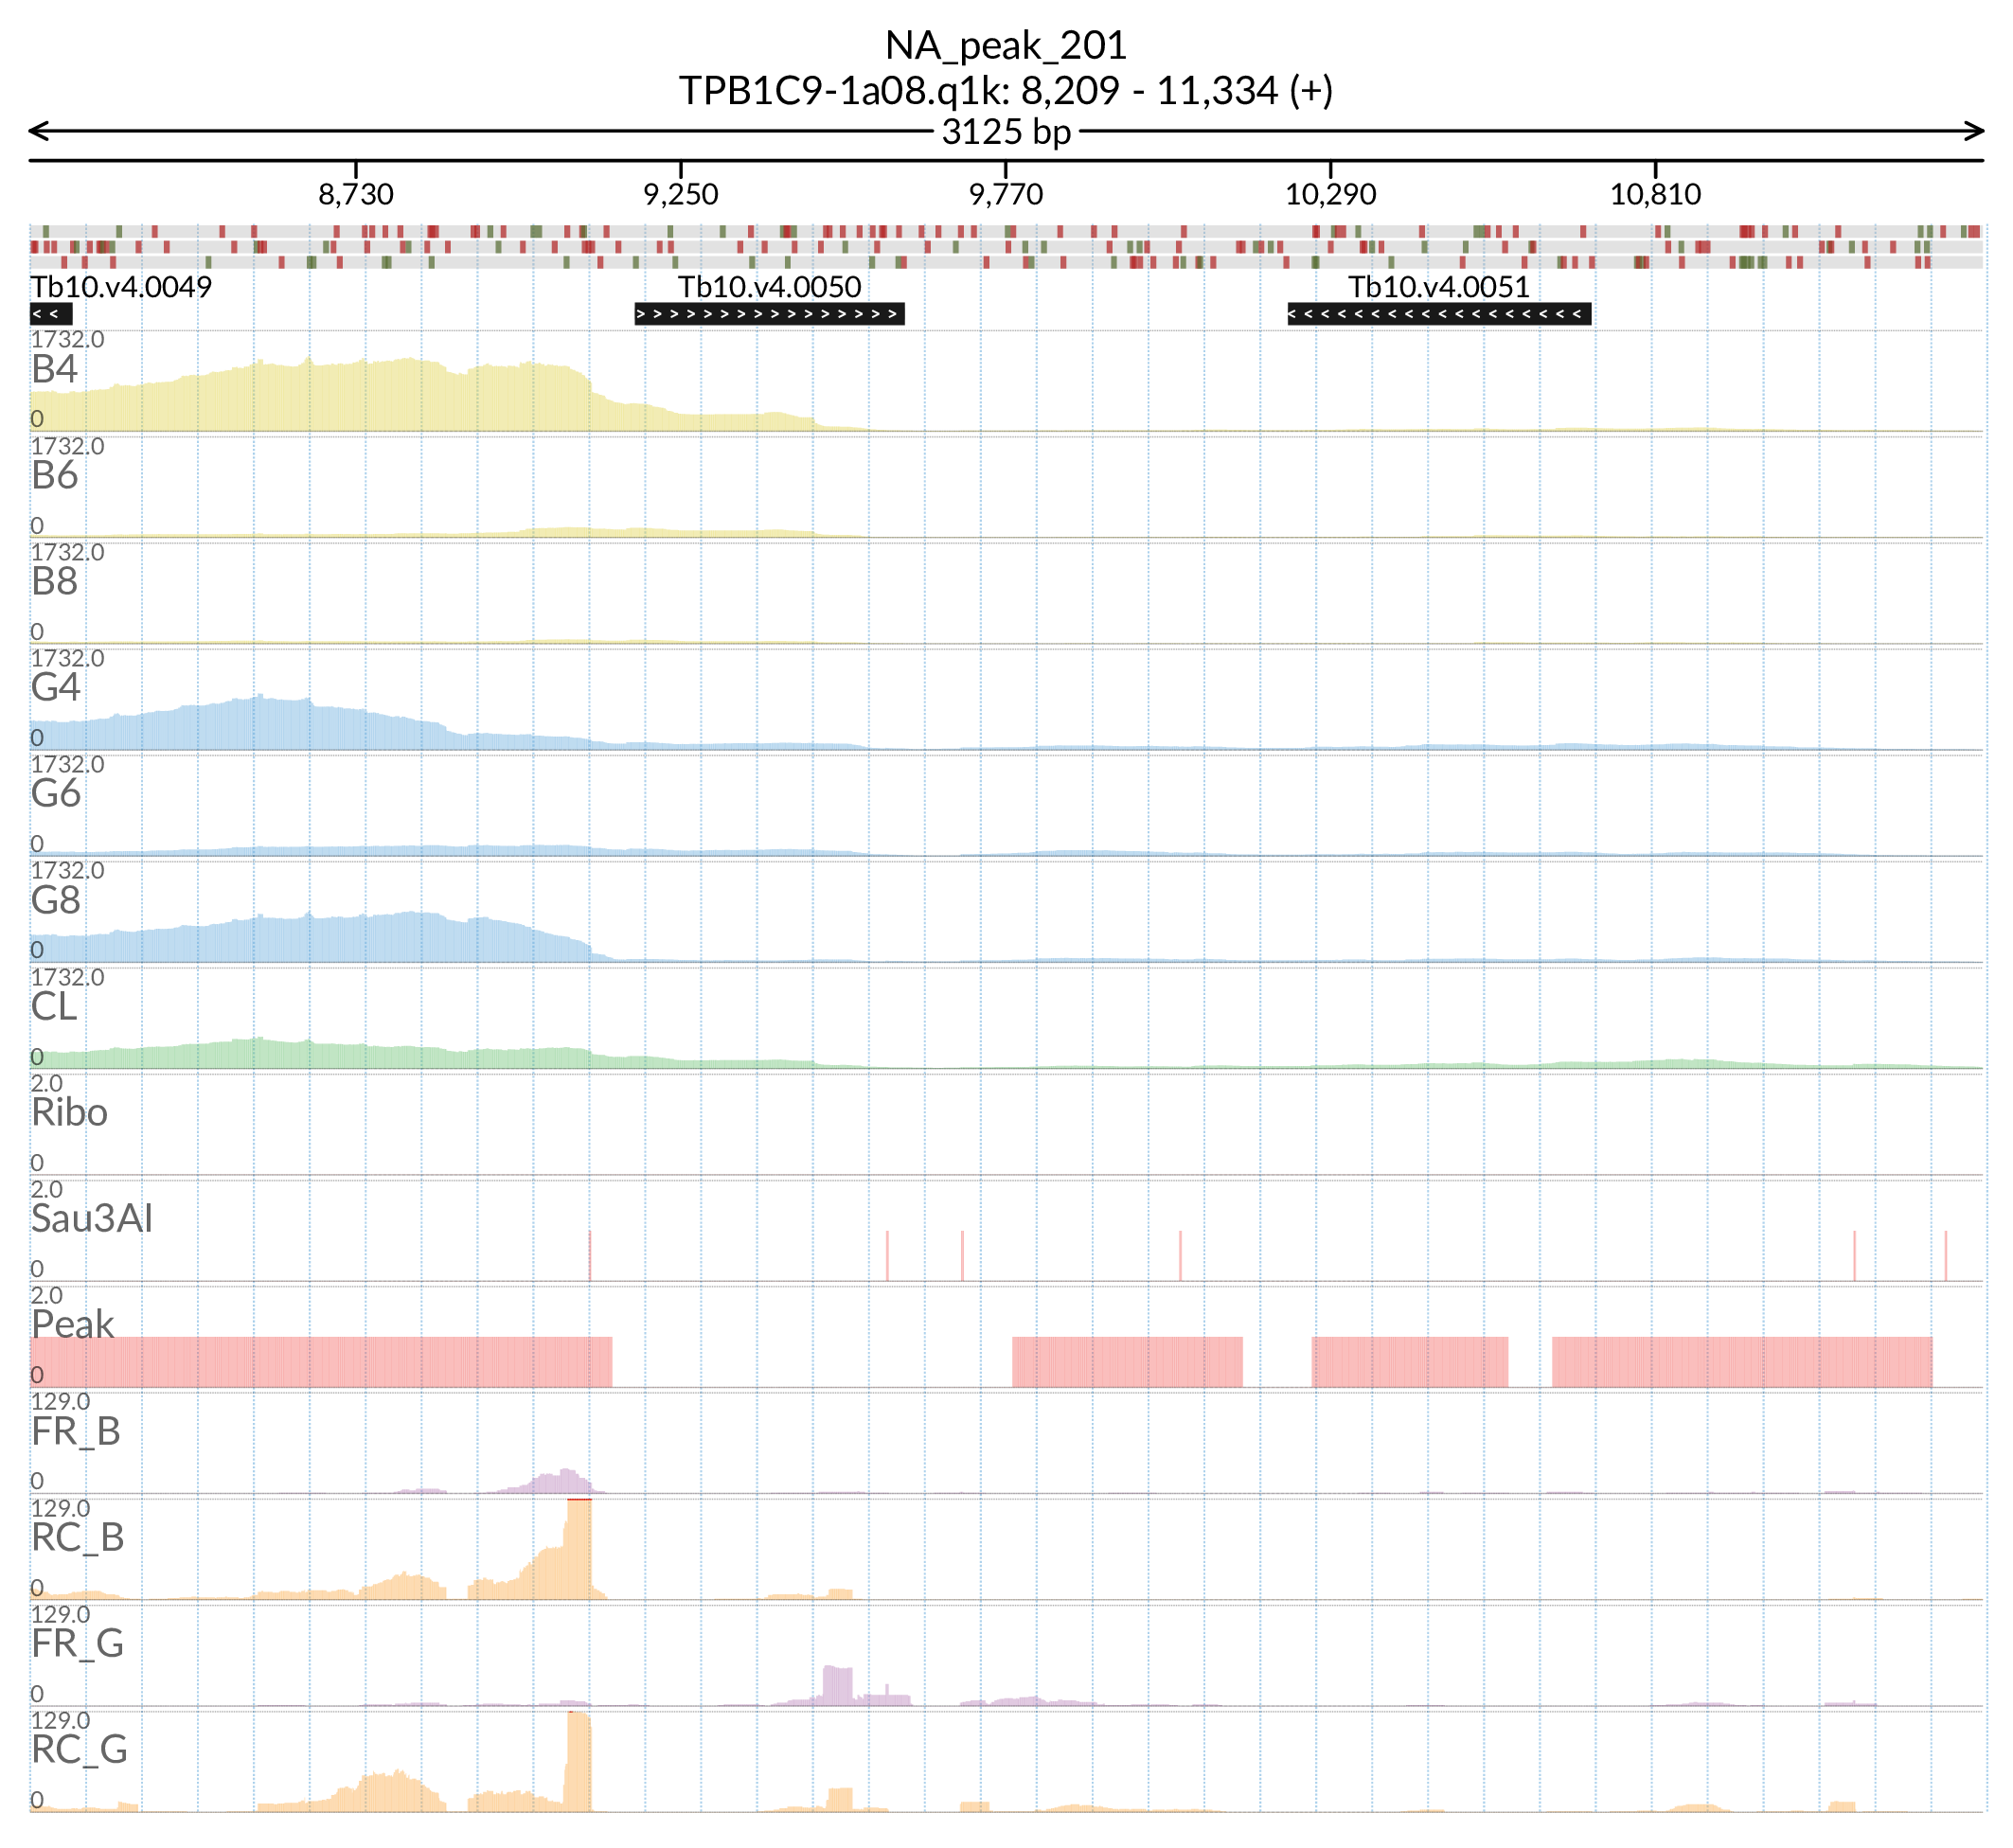 NA_peak_201
TPB1C9-1a08.q1k: 8,209 - 11,334 (+)
3125 bp
8,730 9,250 9,770 10,290 10,810
Tb10.v4.0049 Tb10.v4.0050 Tb10.v4.0051
1732.0
B4
0
1732.0
B6
0
1732.0
B8
0
1732.0
G4
0
1732.0
G6
0
1732.0
G8
0
1732.0
CL
0
2.0
Ribo
0
2.0
Sau3AI
0
2.0
Peak
0
129.0
FR_B
0
129.0
RC_B
0
129.0
FR_G
0
129.0
RC_G
0